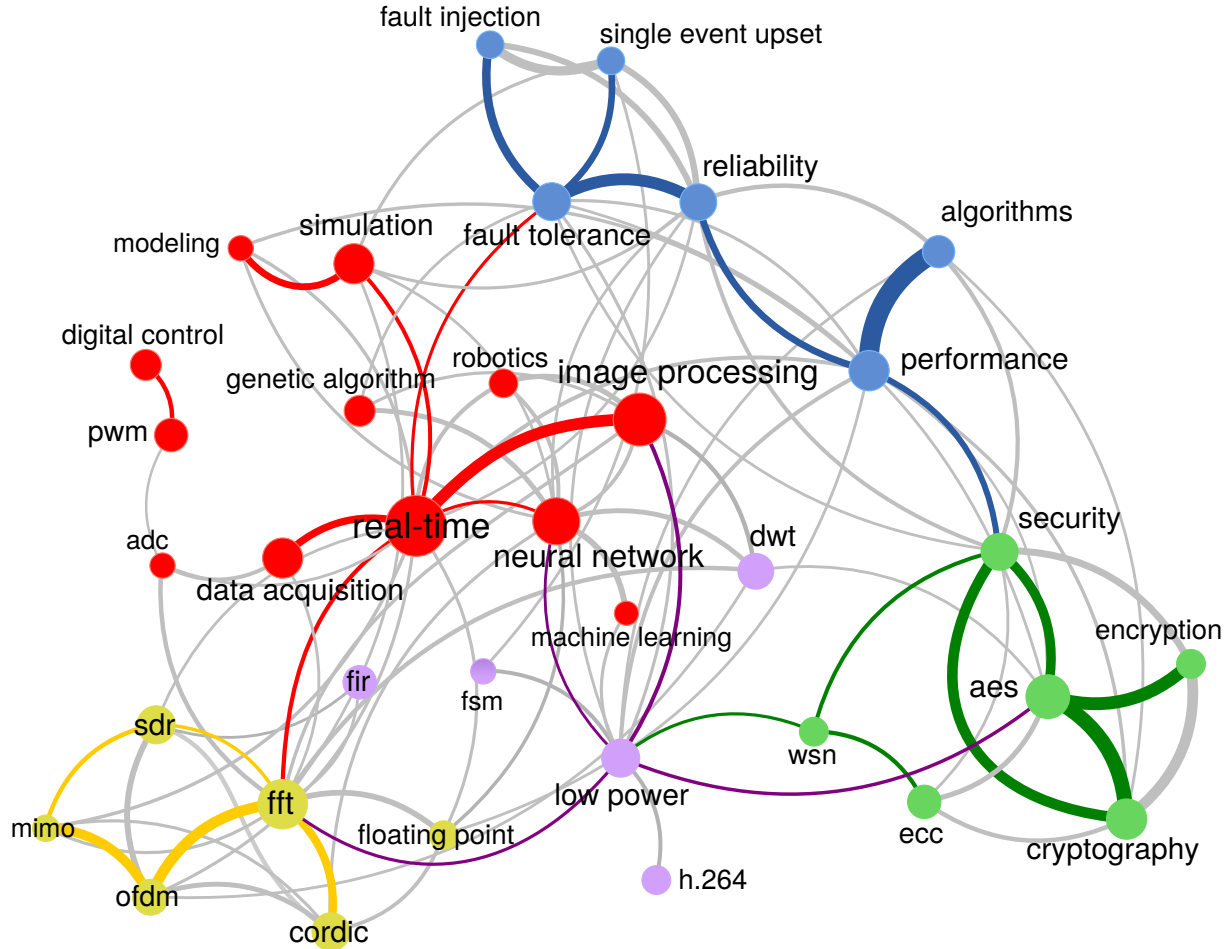 fault injection
single event upset
reliability
algorithms
simulation
modeling
fault tolerance
digital control
robotics
image processing
performance
genetic algorithm
pwm
real-time
security
adc
neural network
dwt
data acquisition
machine learning
encryption
fir
fsm
aes
sdr
wsn
low power
fft
mimo
floating point
ecc
cryptography
h.264
ofdm
cordic